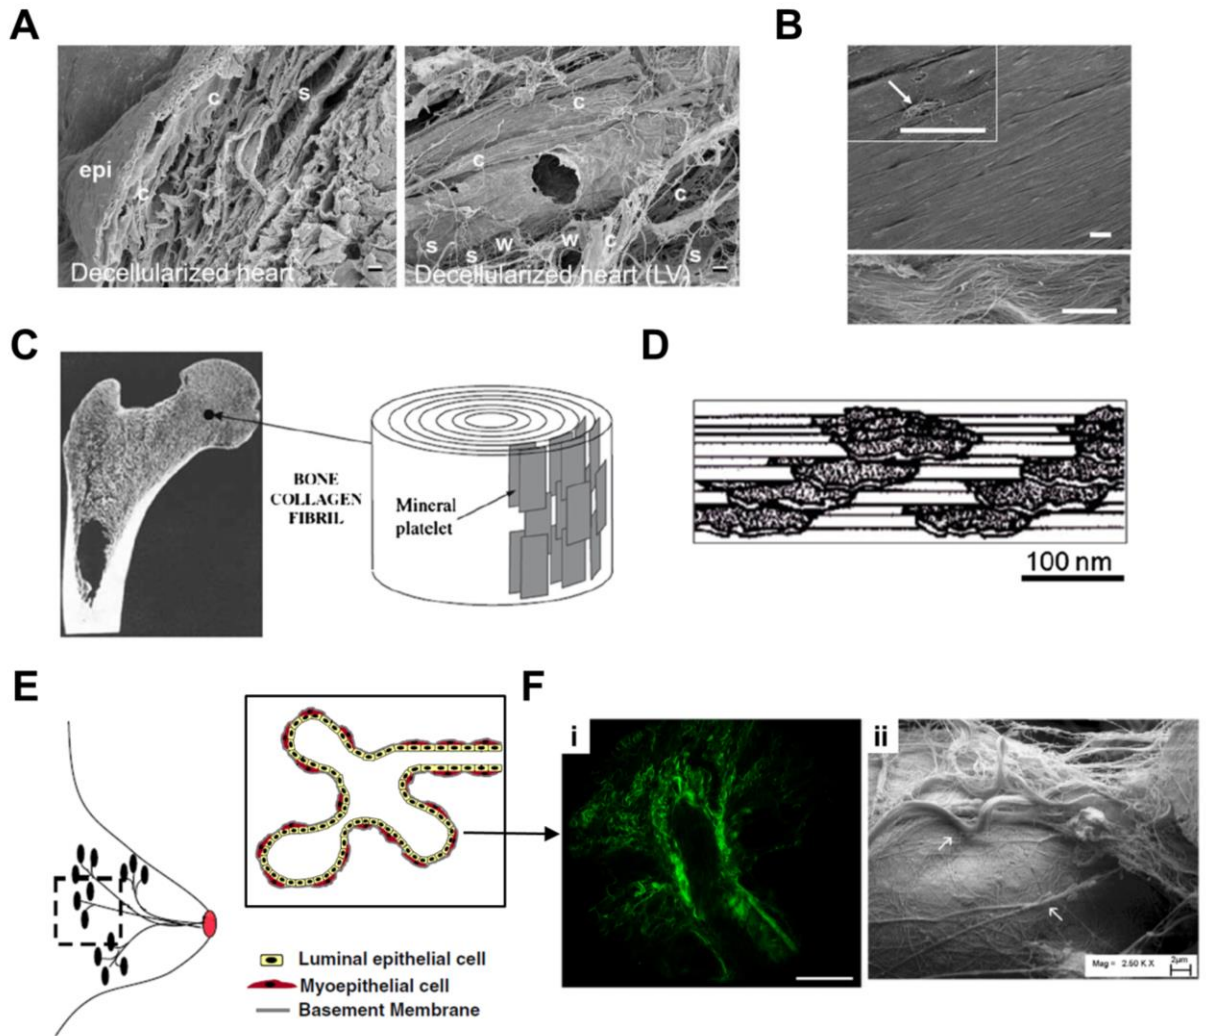 A
B
c
s
epi
c
Decellularized heart
c
c
c
s
s
w
w
c
s
Decellularized heart (LV)
C
D
BONE
COLLAGEN
FIBRIL
Mineral
platelet
100 nm
E
F
i
ii
Luminal epithelial cell
Myoepithelial cell
Basement Membrane
Mag = 2.50 K X
2µm